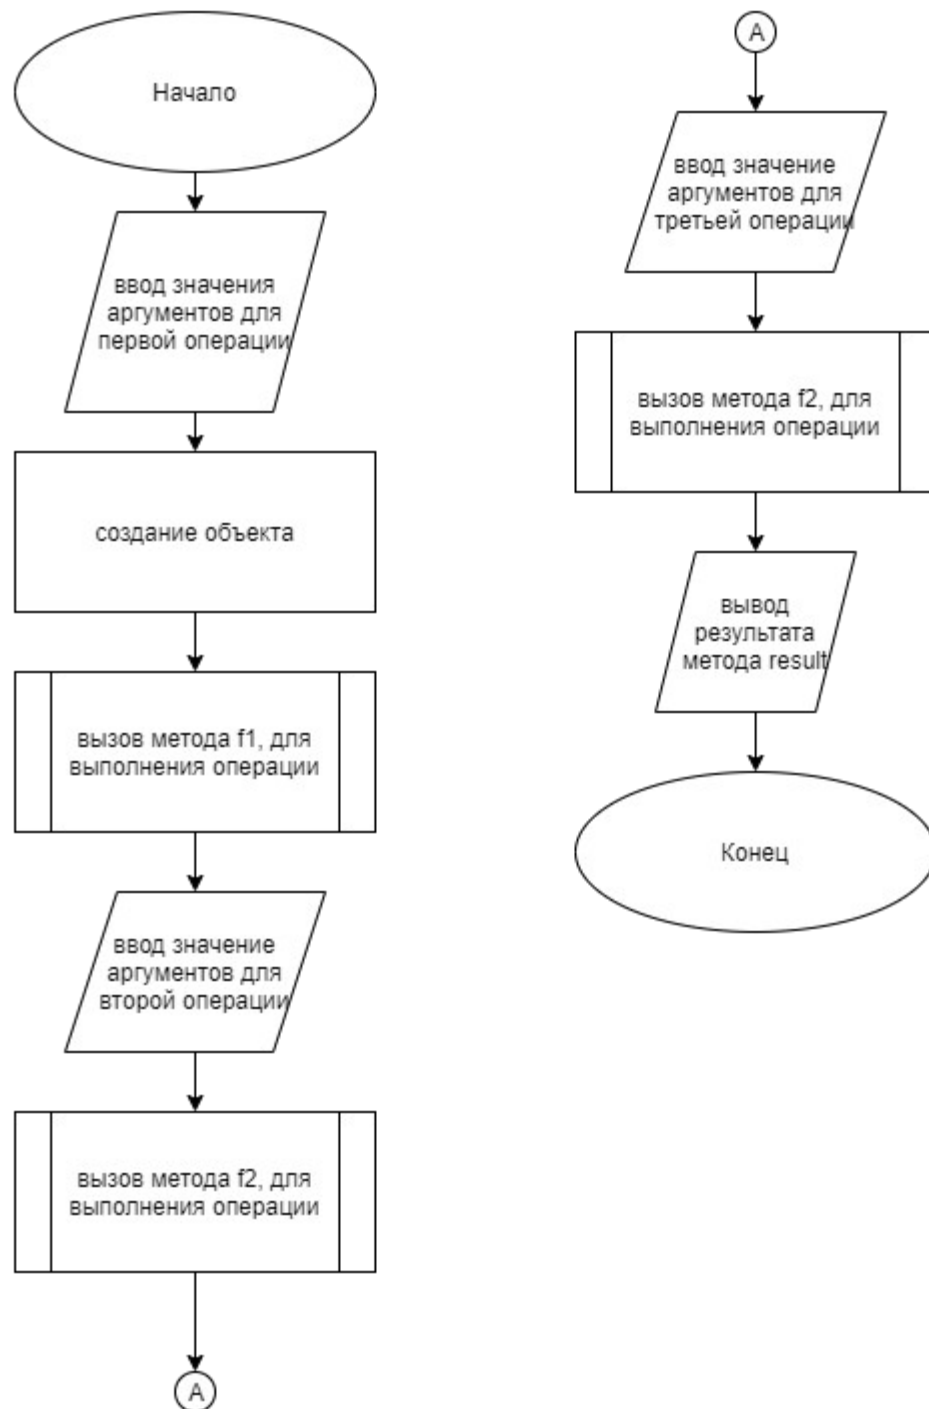 Начало
ввод значения
аргументов для
первой операции
создание объекта
вызов метода f1, для
выполнения операции
ввод значение
аргументов для
второй операции
вызов метода f2, для
выполнения операции
A
A
ввод значение
аргументов для
третьей операции
вызов метода f2, для
выполнения операции
вывод
результата
метода result
Конец